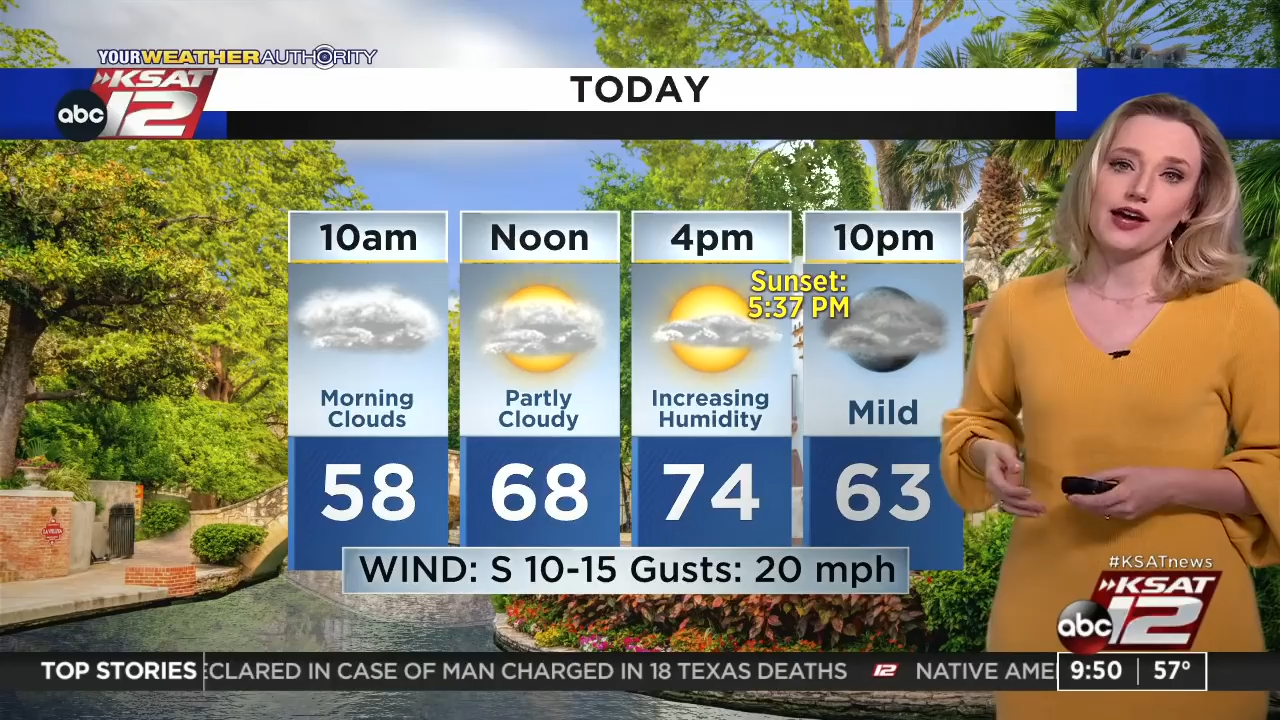 YOURWEATHERAUTHORITY
KSAT
abc 12
TODAY
10am
Noon
4pm
10pm
Sunset:
5:37 PM
Morning
Clouds
Partly
Cloudy
Increasing
Humidity
Mild
58
68
74
63
WIND: S 10-15 Gusts: 20 mph
#KSATnews
KSAT
abc 12
TOP STORIES
ECLARED IN CASE OF MAN CHARGED IN 18 TEXAS DEATHS 12 NATIVE AME
9:50 57°